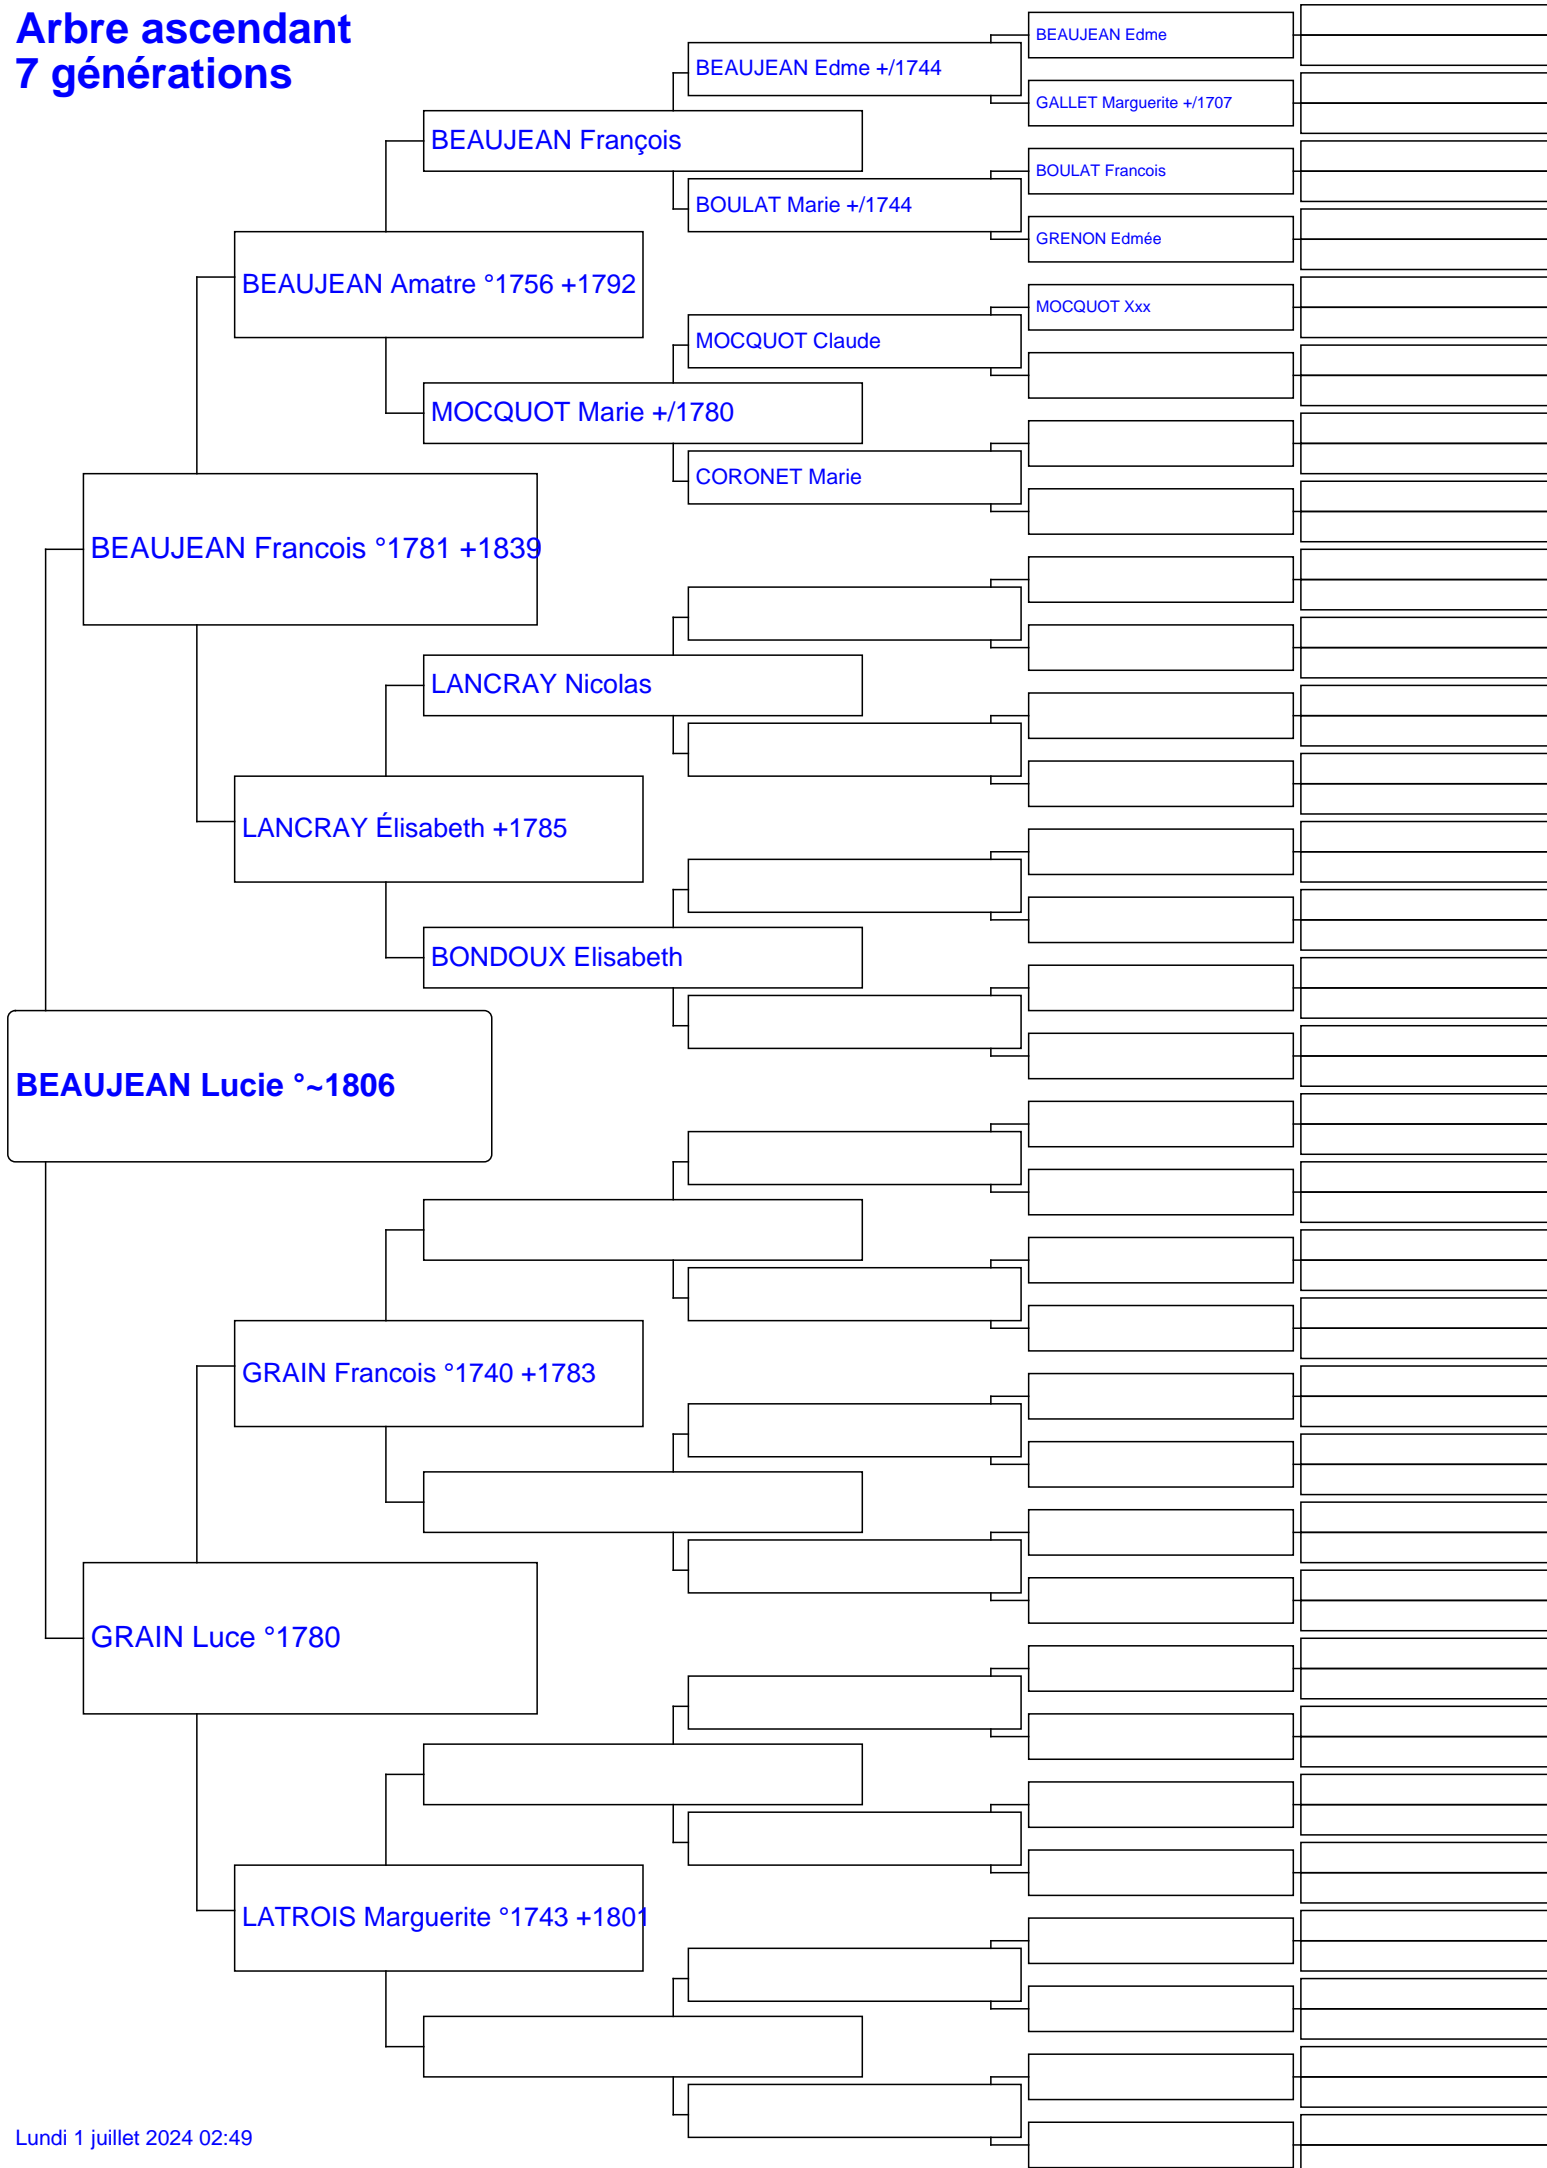 Arbre ascendant
7 générations
BEAUJEAN Edme
BEAUJEAN Edme +/1744
GALLET Marguerite +/1707
BEAUJEAN François
BOULAT Francois
BOULAT Marie +/1744
GRENON Edmée
BEAUJEAN Amatre °1756 +1792
MOCQUOT Xxx
MOCQUOT Claude
MOCQUOT Marie +/1780
CORONET Marie
BEAUJEAN Francois °1781 +1839
LANCRAY Nicolas
LANCRAY Élisabeth +1785
BONDOUX Elisabeth
BEAUJEAN Lucie °~1806
GRAIN Francois °1740 +1783
GRAIN Luce °1780
LATROIS Marguerite °1743 +1801
Lundi 1 juillet 2024 02:49